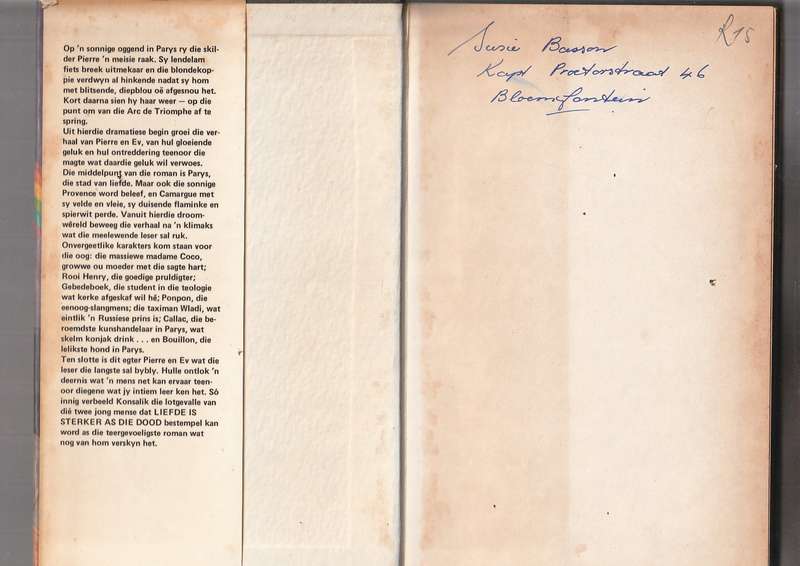 Op 'n sonnige oggend in Parys ry die skil-
der Pierre 'n meisie raak. Sy lendelam
fiets breek uitmekaar en die blondekop-
pie verdwyn al hinkende nadat sy hom
met blitsende, diepblou oë afgesnou het.
Kort daarna sien hy haar weer — op die
punt om van die Arc de Triomphe af te
spring.
Uit hierdie dramatiese begin groei die ver-
haal van Pierre en Ev, van hul gloeiende
geluk en hul ontreddering teenoor die
magte wat daardie geluk wil verwoes.
Die middelpunt van die roman is Parys,
die stad van liefde. Maar ook die sonnige
Provence word beleef, en Camargue met
sy velde en vleie, sy duisende flaminke en
spierwit perde. Vanuit hierdie droom-
wêreld beweeg die verhaal na 'n klimaks
wat die meelewende leser sal ruk.
Onvergeetlike karakters kom staan voor
die oog: die massiewe madame Coco,
growwe ou moeder met die sagte hart;
Rooi Henry, die goedige pruldigter;
Gebedeboek, die student in die teologie
wat kerke afgeskaf wil hê; Ponpon, die
eenoog-slangmens; die taximan Wladi, wat
eintlik 'n Russiese prins is; Callac, die be-
roemdste kunshandelaar in Parys, wat
skelm konjak drink . . . en Bouillon, die
lelikste hond in Parys.
Ten slotte is dit egter Pierre en Ev wat die
leser die langste sal bybly. Hulle ontlok 'n
deernis wat 'n mens net kan ervaar teen-
oor diegene wat jy intiem leer ken het. Só
innig verbeeld Konsalik die lotgevalle van
dié twee jong mense dat LIEFDE IS
STERKER AS DIE DOOD bestempel kan
word as die teergevoeligste roman wat
nog van hom verskyn het.
R15
Susie Basson
Kapt Proctorstraat 46
Bloemfontein